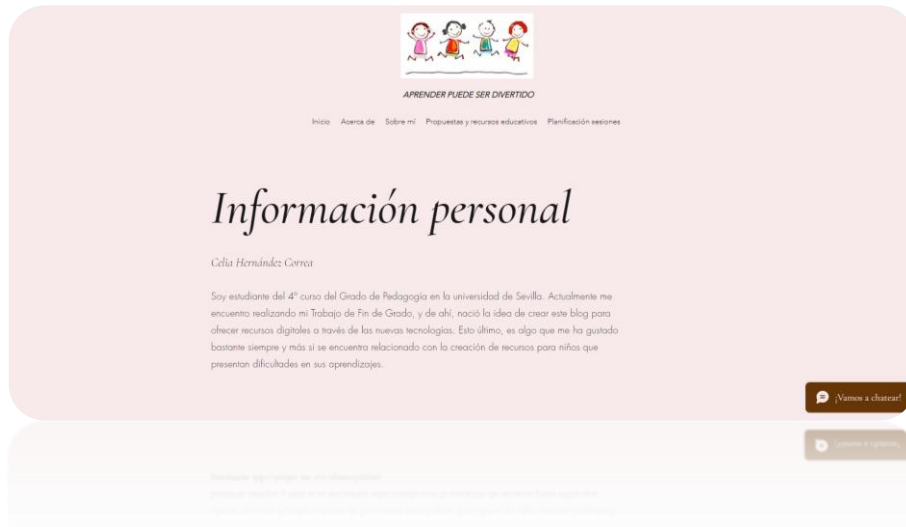 APRENDER PUEDE SER DIVERTIDO
Inicio Acerca de Sobre mí Propuestas y recursos educativos Planificación sesiones
Información personal
Celia Hernández Correa
Soy estudiante del 4º curso del Grado de Pedagogía en la universidad de Sevilla. Actualmente me
encuentro realizando mi Trabajo de Fin de Grado, y de ahí, nació la idea de crear este blog para
ofrecer recursos digitales a través de las nuevas tecnologías. Esto último, es algo que me ha gustado
bastante siempre y más si se encuentra relacionado con la creación de recursos para niños que
presentan dificultades en sus aprendizajes.
¡Vamos a chatear!